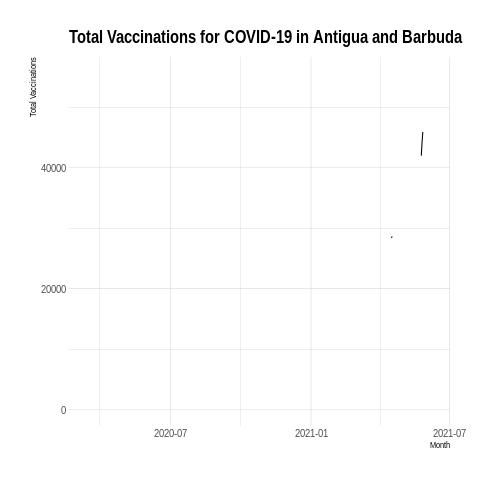 Total Vaccinations for COVID-19 in Antigua and Barbuda
Total Vaccinations
40000
20000
0
2020-07
2021-01
2021-07
Month